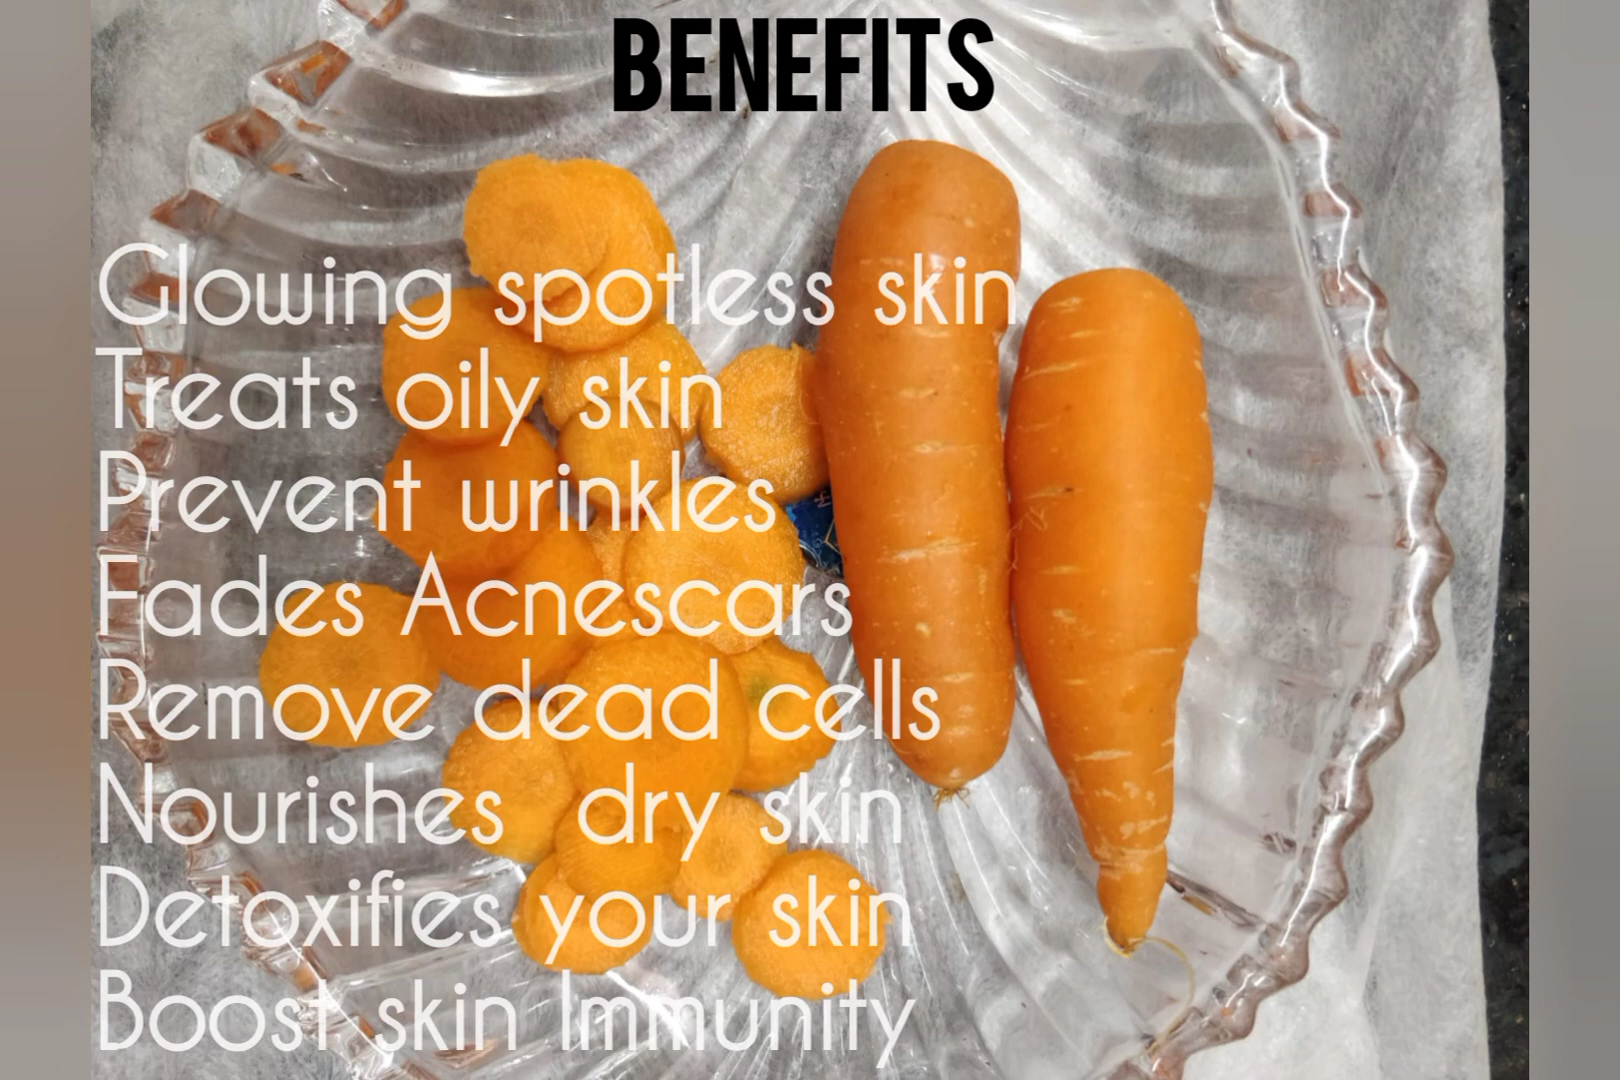 BENEFITS
Glowing spotless skin
Treats oily skin
Prevent wrinkles
Fades Acnescars
Remove dead cells
Nourishes dry skin
Detoxifies your skin
Boost skin Immunity